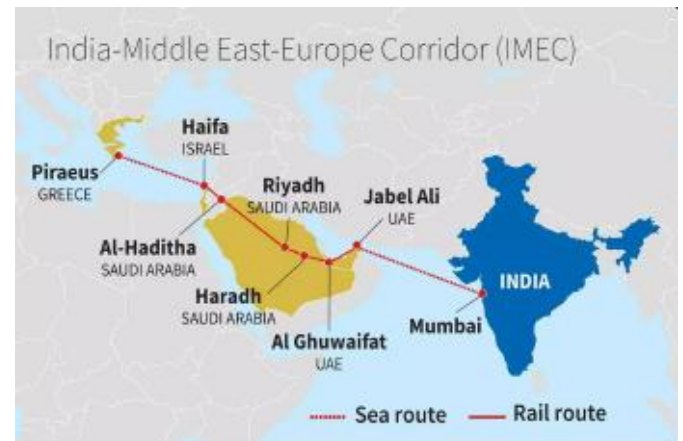 India-Middle East-Europe Corridor (IMEC)
Haifa
ISRAEL
Piraeus
GREECE
Riyadh
SAUDI ARABIA
Jabel Ali
UAE
Al-Haditha
SAUDI ARABIA
INDIA
Haradh
SAUDI ARABIA
Mumbai
Al Ghuwaifat
UAE
Sea route
Rail route